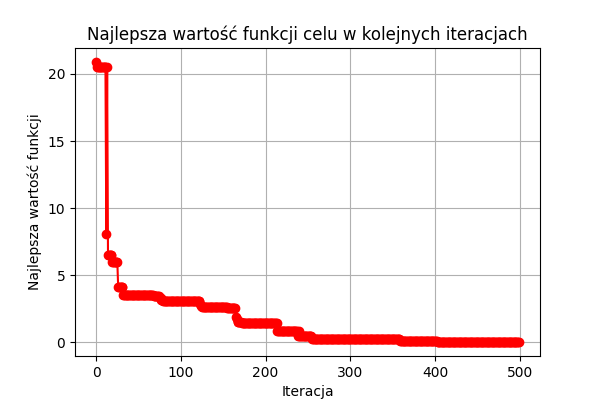 Najlepsza wartość funkcji celu w kolejnych iteracjach
Najlepsza wartość funkcji
20
15
10
5
0
0 100 200 300 400 500
Iteracja